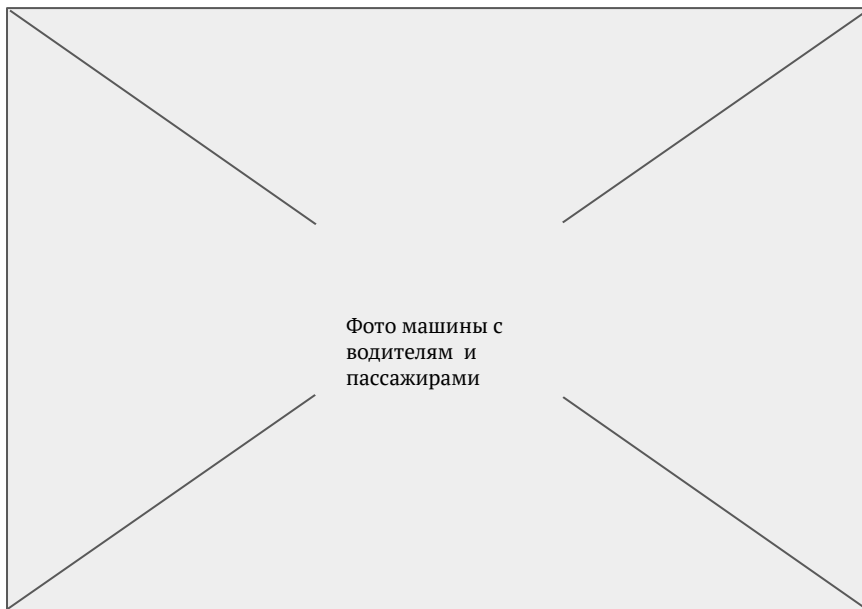 Фото машины с
водителям  и
пассажирами